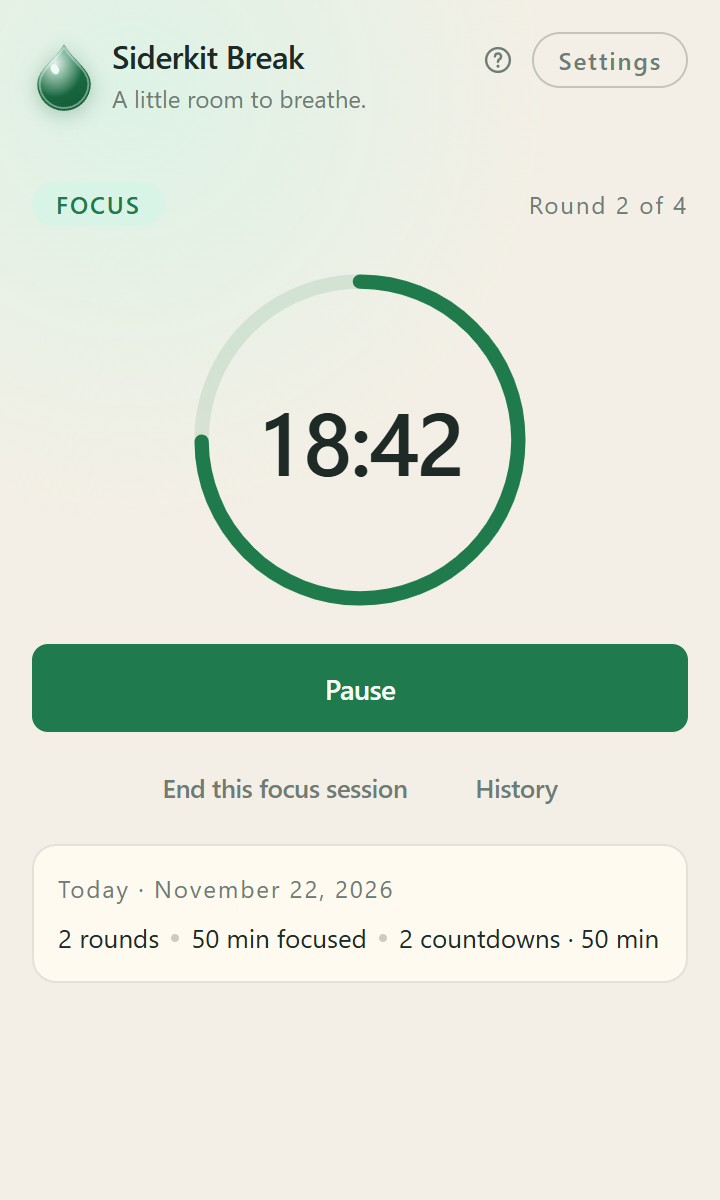 Siderkit Break
A little room to breathe.
Settings
FOCUS
Round 2 of 4
18:42
Pause
End this focus session
History
Today · November 22, 2026
2 rounds • 50 min focused • 2 countdowns · 50 min